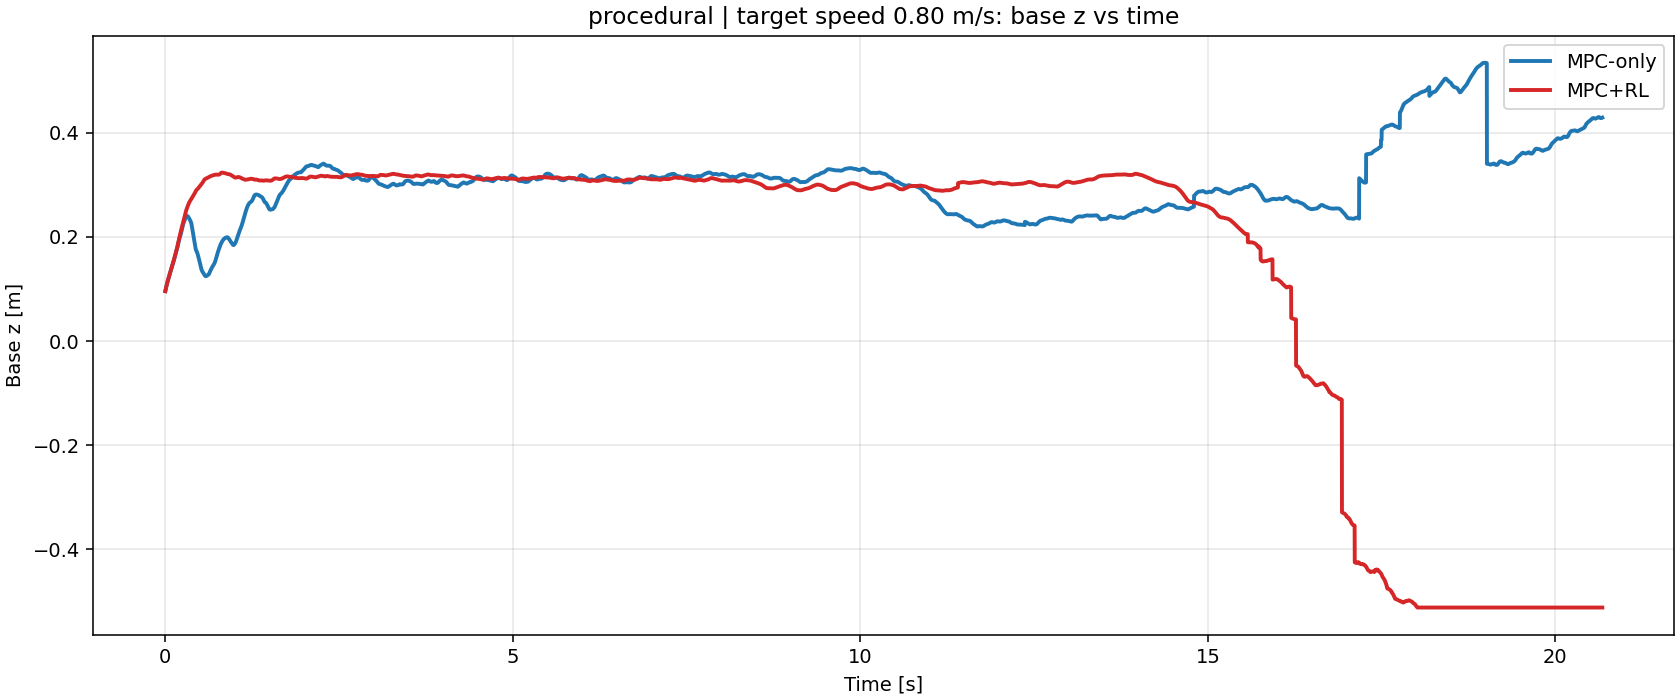 procedural | target speed 0.80 m/s: base z vs time
MPC-only
MPC+RL
Base z [m]
0.4
0.2
0.0
−0.2
−0.4
0
5
10
15
20
Time [s]